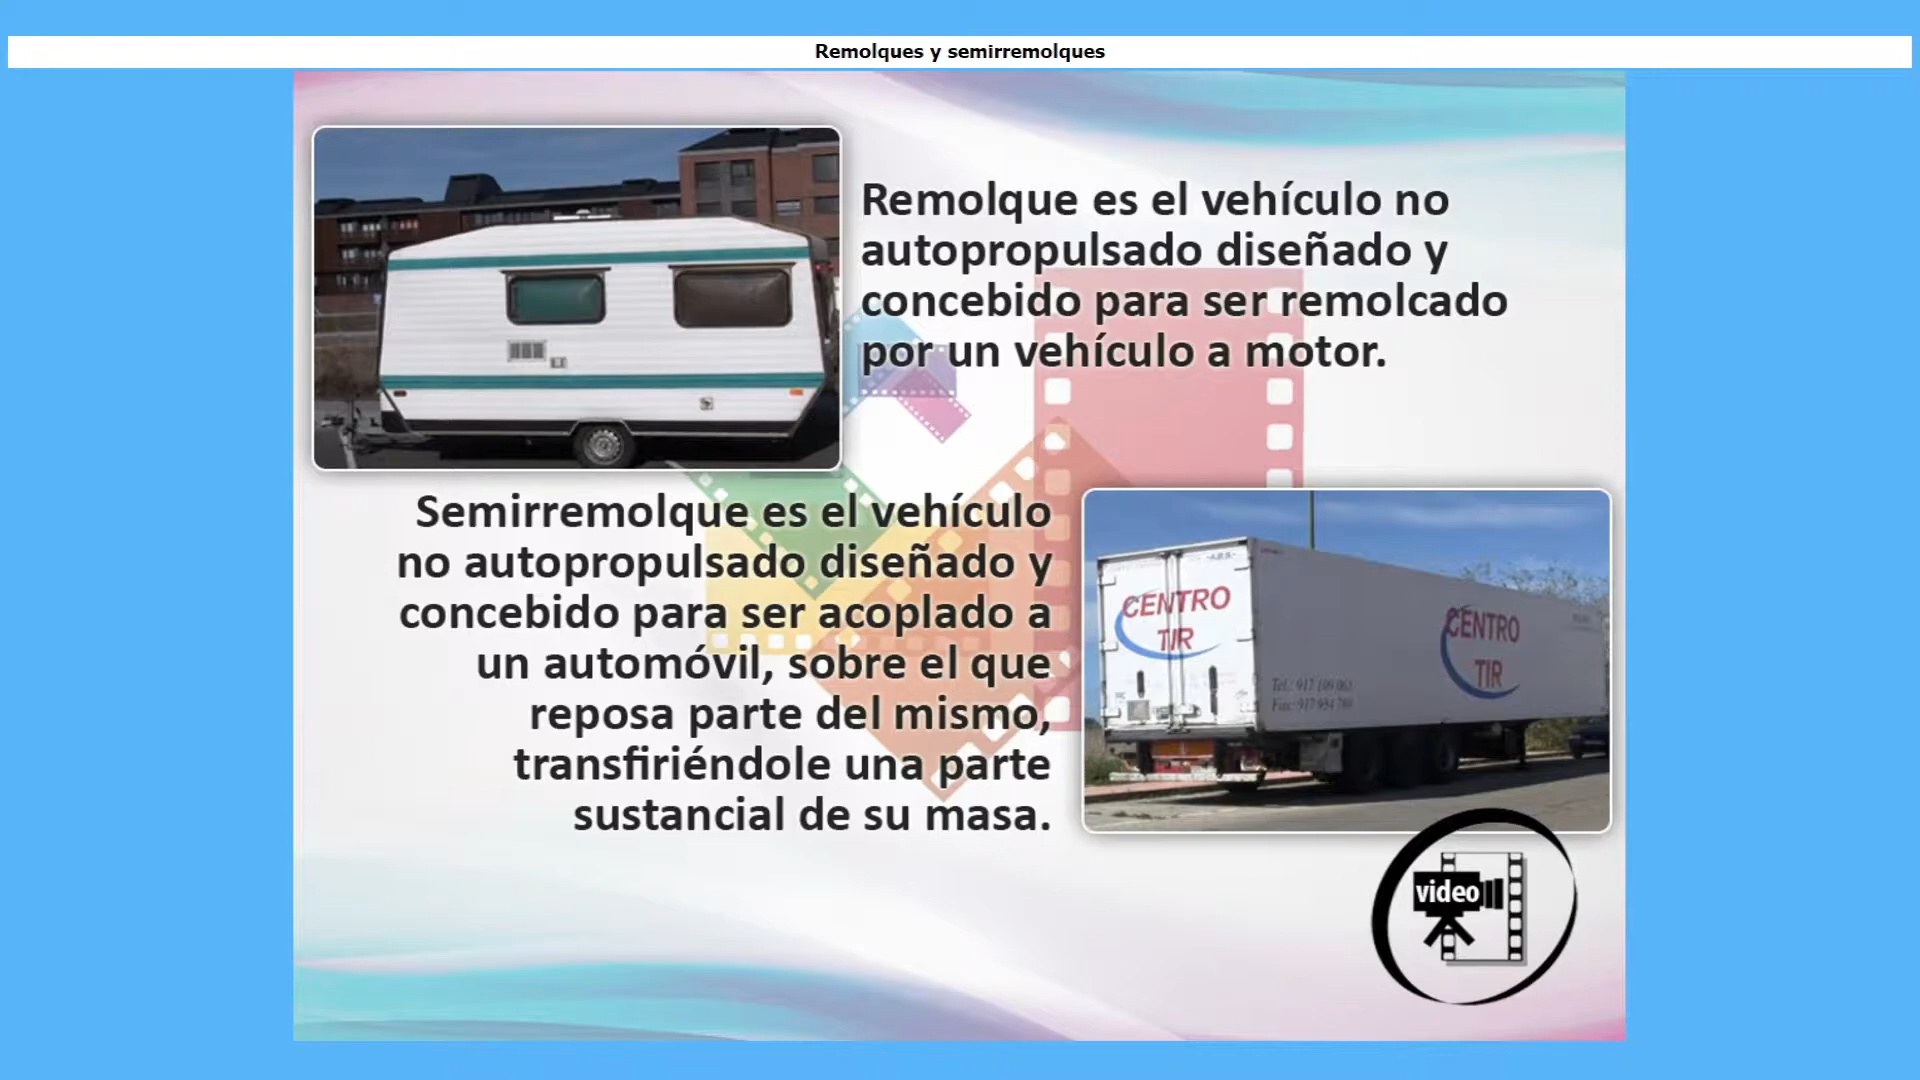 Remolques y semirremolques
Remolque es el vehículo no
autopropulsado diseñado y
concebido para ser remolcado
por un vehículo a motor.
Semirremolque es el vehículo
no autopropulsado diseñado y
concebido para ser acoplado a
un automóvil, sobre el que
reposa parte del mismo,
transfiriéndole una parte
sustancial de su masa.
CENTRO
TIR
CENTRO
TIR
video